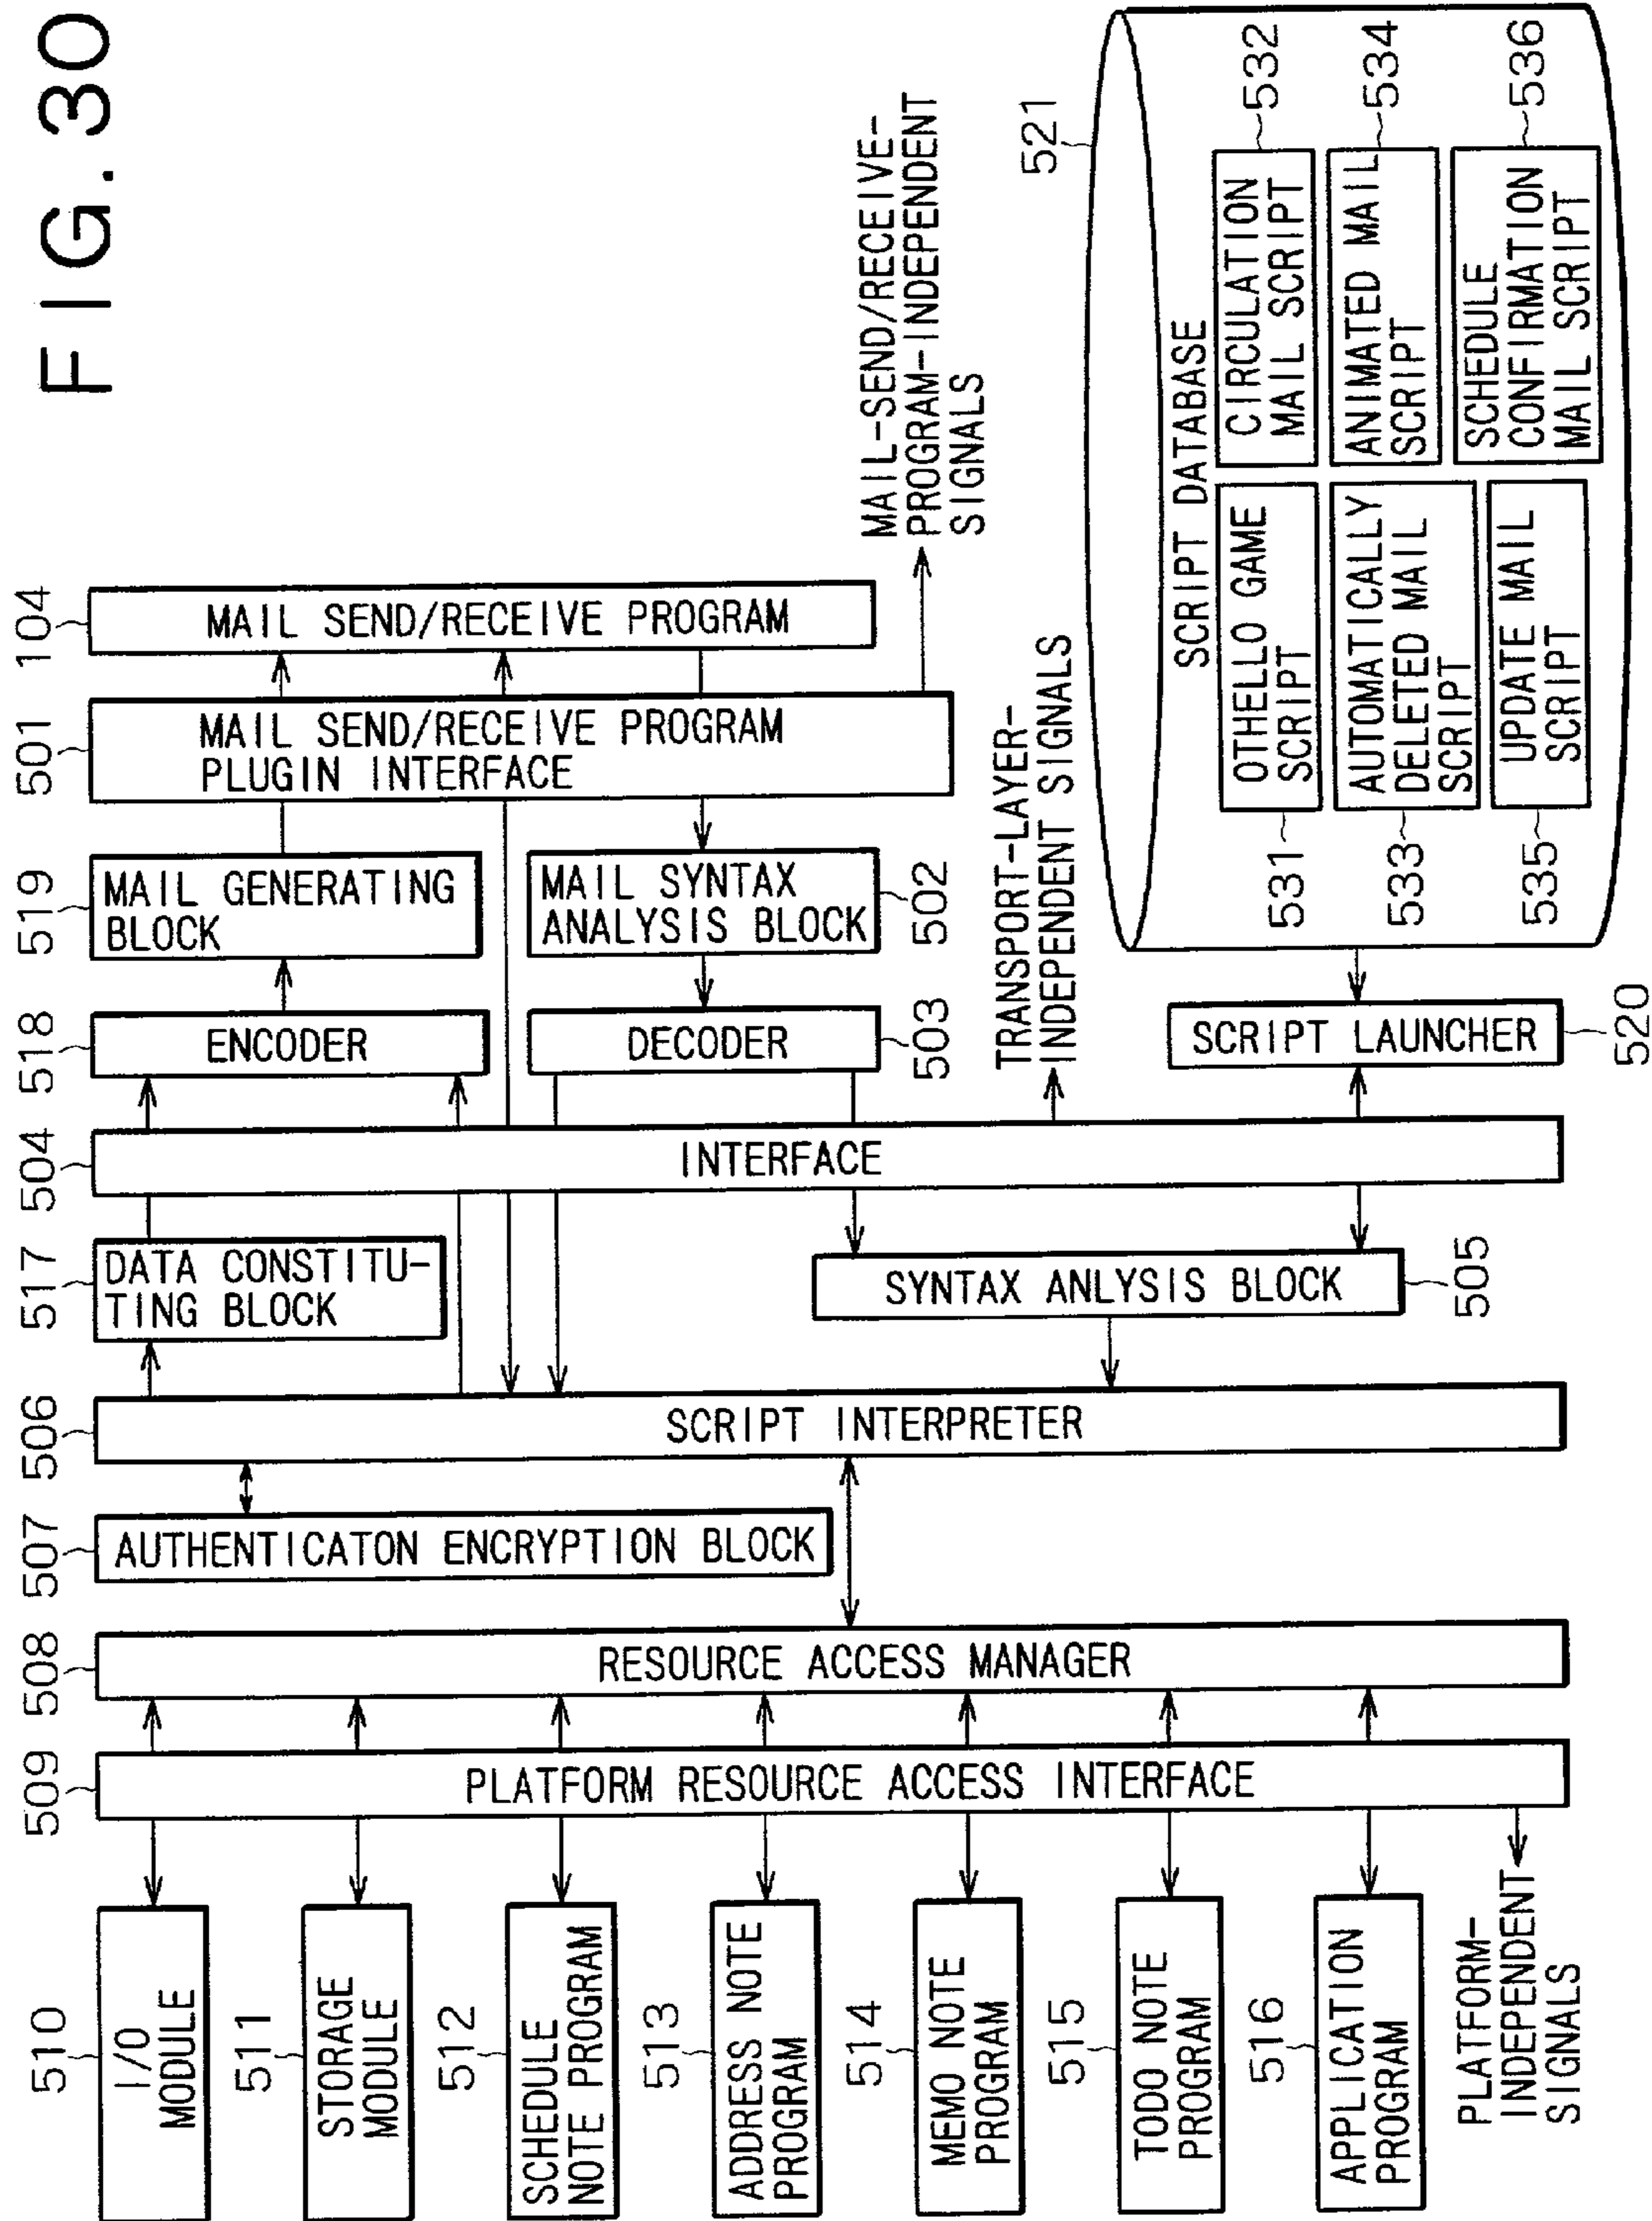 FIG. 30
510
I/O
MODULE
511
STORAGE
MODULE
512
SCHEDULE
NOTE PROGRAM
513
ADDRESS NOTE
PROGRAM
514
MEMO NOTE
PROGRAM
515
TODO NOTE
PROGRAM
516
APPLICATION
PROGRAM
PLATFORM-
INDEPENDENT
SIGNALS
509
PLATFORM RESOURCE ACCESS INTERFACE
508
RESOURCE ACCESS MANAGER
507
AUTHENTICATON ENCRYPTION BLOCK
506
SCRIPT INTERPRETER
517
DATA CONSTITU-
TING BLOCK
SYNTAX ANLYSIS BLOCK
505
504
INTERFACE
TRANSPORT-LAYER-
INDEPENDENT SIGNALS
518
ENCODER
DECODER
503
SCRIPT LAUNCHER
520
519
MAIL GENERATING
BLOCK
MAIL SYNTAX
ANALYSIS BLOCK
502
501
MAIL SEND/RECEIVE PROGRAM
PLUGIN INTERFACE
104
MAIL SEND/RECEIVE PROGRAM
MAIL-SEND/RECEIVE-
PROGRAM-INDEPENDENT
SIGNALS
521
SCRIPT DATABASE
531
OTHELLO GAME
SCRIPT
CIRCULATION
MAIL SCRIPT
532
533
AUTOMATICALLY
DELETED MAIL
SCRIPT
ANIMATED MAIL
SCRIPT
534
535
UPDATE MAIL
SCRIPT
SCHEDULE
CONFIRMATION
MAIL SCRIPT
536